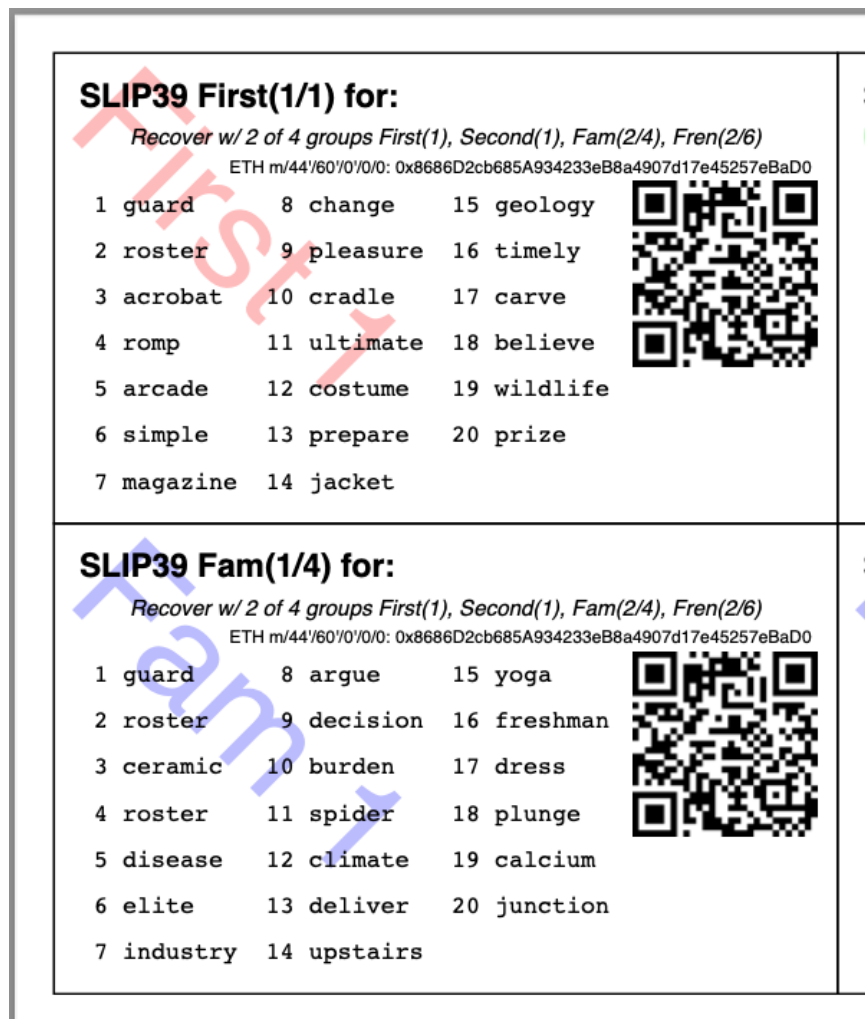 SLIP39 First(1/1) for:
Recover w/ 2 of 4 groups First(1), Second(1), Fam(2/4), Fren(2/6)
ETH m/44'/60'/0'/0/0: 0x8686D2cb685A934233eB8a4907d17e45257eBaD0
1 guard 8 change 15 geology
2 roster 9 pleasure 16 timely
3 acrobat 10 cradle 17 carve
4 romp 11 ultimate 18 believe
5 arcade 12 costume 19 wildlife
6 simple 13 prepare 20 prize
7 magazine 14 jacket
First 1
SLIP39 Fam(1/4) for:
Recover w/ 2 of 4 groups First(1), Second(1), Fam(2/4), Fren(2/6)
ETH m/44'/60'/0'/0/0: 0x8686D2cb685A934233eB8a4907d17e45257eBaD0
1 guard 8 argue 15 yoga
2 roster 9 decision 16 freshman
3 ceramic 10 burden 17 dress
4 roster 11 spider 18 plunge
5 disease 12 climate 19 calcium
6 elite 13 deliver 20 junction
7 industry 14 upstairs
Fam 1